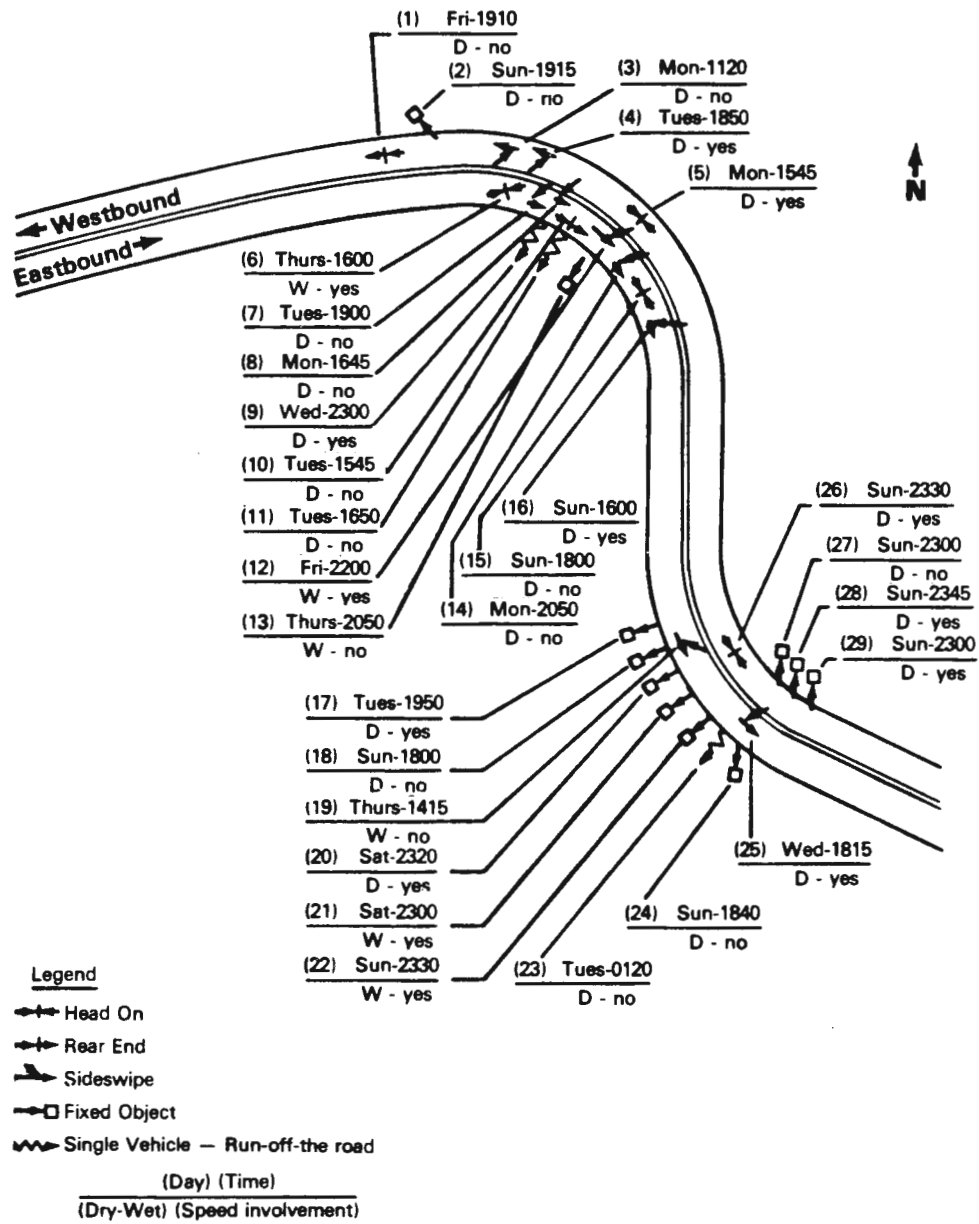 (1) Fri-1910
D - no
(2) Sun-1915
D - no
(3) Mon-1120
D - no
(4) Tues-1850
D - yes
(5) Mon-1545
D - yes
N
Westbound
Eastbound
(6) Thurs-1600
W - yes
(7) Tues-1900
D - no
(8) Mon-1645
D - no
(9) Wed-2300
D - yes
(10) Tues-1545
D - no
(11) Tues-1650
D - no
(12) Fri-2200
W - yes
(13) Thurs-2050
W - no
(16) Sun-1600
D - yes
(15) Sun-1800
D - no
(14) Mon-2050
D - no
(26) Sun-2330
D - yes
(27) Sun-2300
D - no
(28) Sun-2345
D - yes
(29) Sun-2300
D - yes
(17) Tues-1950
D - yes
(18) Sun-1800
D - no
(19) Thurs-1415
W - no
(20) Sat-2320
D - yes
(21) Sat-2300
W - yes
(22) Sun-2330
W - yes
(23) Tues-0120
D - no
(24) Sun-1840
D - no
(25) Wed-1815
D - yes
Legend
Head On
Rear End
Sideswipe
Fixed Object
Single Vehicle — Run-off-the road
(Day) (Time)
(Dry-Wet) (Speed involvement)